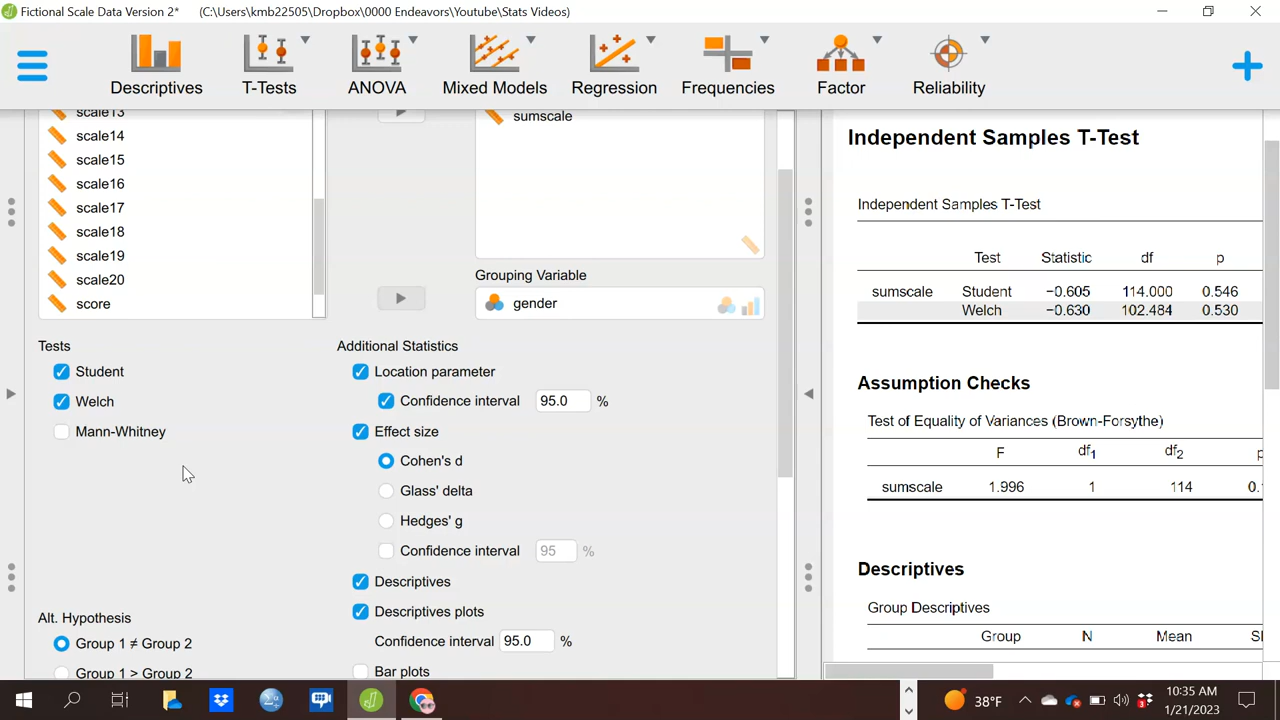 Fictional Scale Data Version 2* (C:\Users\kmb22505\Dropbox\0000 Endeavors\Youtube\Stats Videos)
Descriptives T-Tests ANOVA Mixed Models Regression Frequencies Factor Reliability
scale13
scale14
scale15
scale16
scale17
scale18
scale19
scale20
score
sumscale
Grouping Variable
gender
Tests
Student
Welch
Mann-Whitney
Alt. Hypothesis
Group 1 ≠ Group 2
Group 1 > Group 2
Additional Statistics
Location parameter
Confidence interval 95.0 %
Effect size
Cohen's d
Glass' delta
Hedges' g
Confidence interval 95 %
Descriptives
Descriptives plots
Confidence interval 95.0 %
Bar plots
Independent Samples T-Test
Independent Samples T-Test
Test Statistic df p
sumscale Student −0.605 114.000 0.546
Welch −0.630 102.484 0.530
Assumption Checks
Test of Equality of Variances (Brown-Forsythe)
F df1 df2 p
sumscale 1.996 1 114
Descriptives
Group Descriptives
Group N Mean
38°F
10:35 AM
1/21/2023